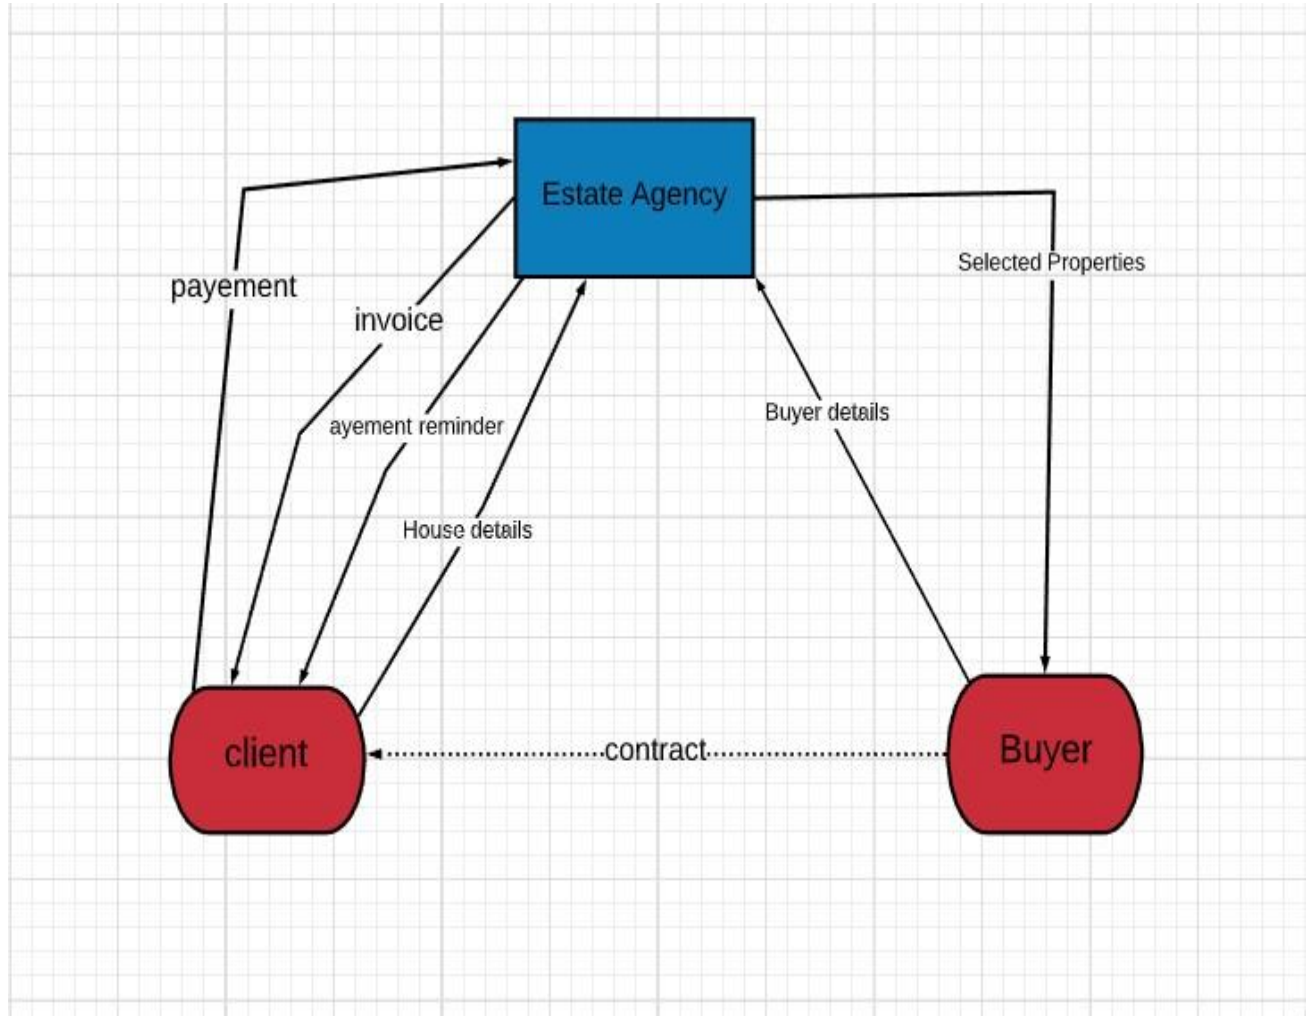 Estate Agency
Selected Properties
payement
invoice
Buyer details
ayement reminder
House details
client
contract
Buyer